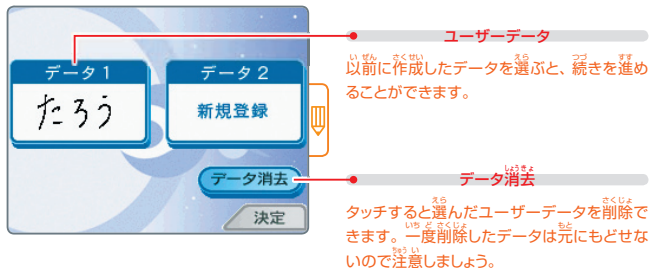 データ1
たろう
データ2
新規登録
データ消去
決定
ユーザーデータ
以前に作成したデータを選ぶと、続きを進め
ることができます。
データ消去
タッチすると選んだユーザーデータを削除で
きます。一度削除したデータは元にもどせな
いので注意しましょう。